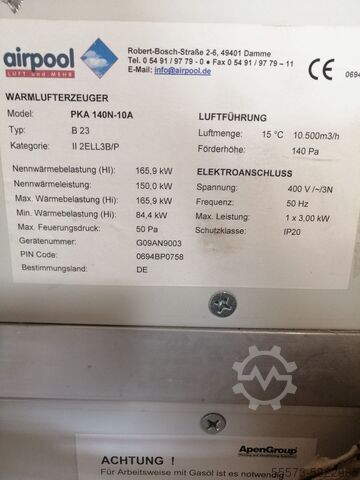 airpool
LUFT und MEHR
Robert-Bosch-Straße 2-6, 49401 Damme
Tel. 0 54 91 / 97 79 - 0 • Fax 0 54 91 / 97 79 – 11
E-Mail: info@airpool.de
CE 0694
WARMLUFTERZEUGER
Model: PKA 140N-10A
Typ: B 23
Kategorie: II 2ELL3B/P
Nennwärmebelastung (HI): 165,9 kW
Nennwärmeleistung: 150,0 kW
Max. Wärmebelastung (HI): 165,9 kW
Min. Wärmebelastung (HI): 84,4 kW
Max. Feuerungsdruck: 50 Pa
Gerätenummer: G09AN9003
PIN Code: 0694BP0758
Bestimmungsland: DE
LUFTFÜHRUNG
Luftmenge: 15 °C 10.500m3/h
Förderhöhe: 140 Pa
ELEKTROANSCHLUSS
Spannung: 400 V /~/3N
Frequenz: 50 Hz
Max. Leistung: 1 x 3,00 kW
Schutzklasse: IP20
ACHTUNG !
Für Arbeitsweise mit Gasöl ist es notwendig
ApenGroup